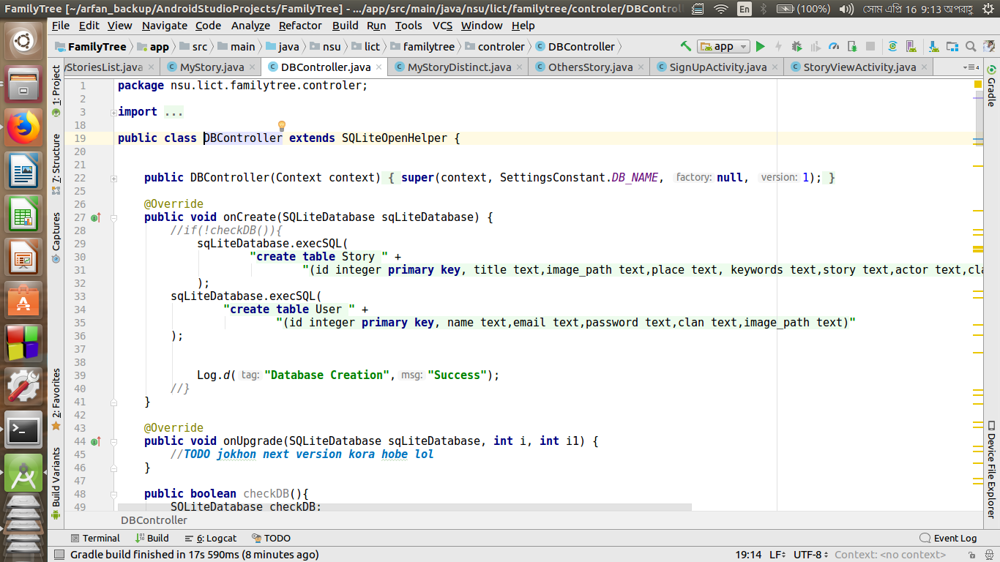 FamilyTree [~/arfan_backup/AndroidStudioProjects/FamilyTree] - .../app/src/main/java/nsu/lict/familytree/controler/DBControl
En (100%) সোম এপ্রি 16 9:13 অপরাহ্ণ
File Edit View Navigate Code Analyze Refactor Build Run Tools VCS Window Help
FamilyTree app src main java nsu lict familytree controler DBController app
yStoriesList.java MyStory.java DBController.java MyStoryDistinct.java OthersStory.java SignUpActivity.java StoryViewActivity.java 4
1: Project
7: Structure
Captures
2: Favorites
Build Variants
1 package nsu.lict.familytree.controler;
2
3 import ...
18
19 public class DBController extends SQLiteOpenHelper {
20
21
22 public DBController(Context context) { super(context, SettingsConstant.DB_NAME, factory: null, version: 1); }
25
26 @Override
27 public void onCreate(SQLiteDatabase sqLiteDatabase) {
28 //if(!checkDB()){
29 sqLiteDatabase.execSQL(
30 "create table Story " +
31 "(id integer primary key, title text,image_path text,place text, keywords text,story text,actor text,cla
32 );
33 sqLiteDatabase.execSQL(
34 "create table User " +
35 "(id integer primary key, name text,email text,password text,clan text,image_path text)"
36 );
37
38
39 Log.d( tag: "Database Creation", msg: "Success");
40 //}
41 }
42
43 @Override
44 public void onUpgrade(SQLiteDatabase sqLiteDatabase, int i, int i1) {
45 //TODO jokhon next version kora hobe lol
46 }
47
48 public boolean checkDB(){
49 SQLiteDatabase checkDB;
Gradle
Device File Explorer
DBController
Terminal Build 6: Logcat TODO Event Log
Gradle build finished in 17s 590ms (8 minutes ago) 19:14 LF UTF-8 Context: <no context>